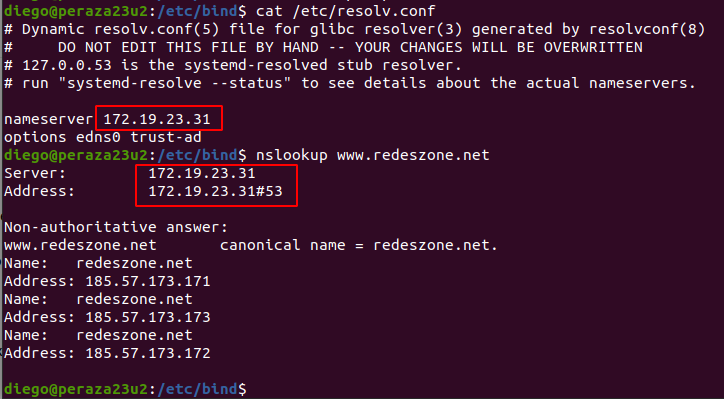 diego@peraza23u2:/etc/bind$ cat /etc/resolv.conf
# Dynamic resolv.conf(5) file for glibc resolver(3) generated by resolvconf(8)
#     DO NOT EDIT THIS FILE BY HAND -- YOUR CHANGES WILL BE OVERWRITTEN
# 127.0.0.53 is the systemd-resolved stub resolver.
# run "systemd-resolve --status" to see details about the actual nameservers.

nameserver 172.19.23.31
options edns0 trust-ad
diego@peraza23u2:/etc/bind$ nslookup www.redeszone.net
Server:         172.19.23.31
Address:        172.19.23.31#53

Non-authoritative answer:
www.redeszone.net       canonical name = redeszone.net.
Name:   redeszone.net
Address: 185.57.173.171
Name:   redeszone.net
Address: 185.57.173.173
Name:   redeszone.net
Address: 185.57.173.172

diego@peraza23u2:/etc/bind$